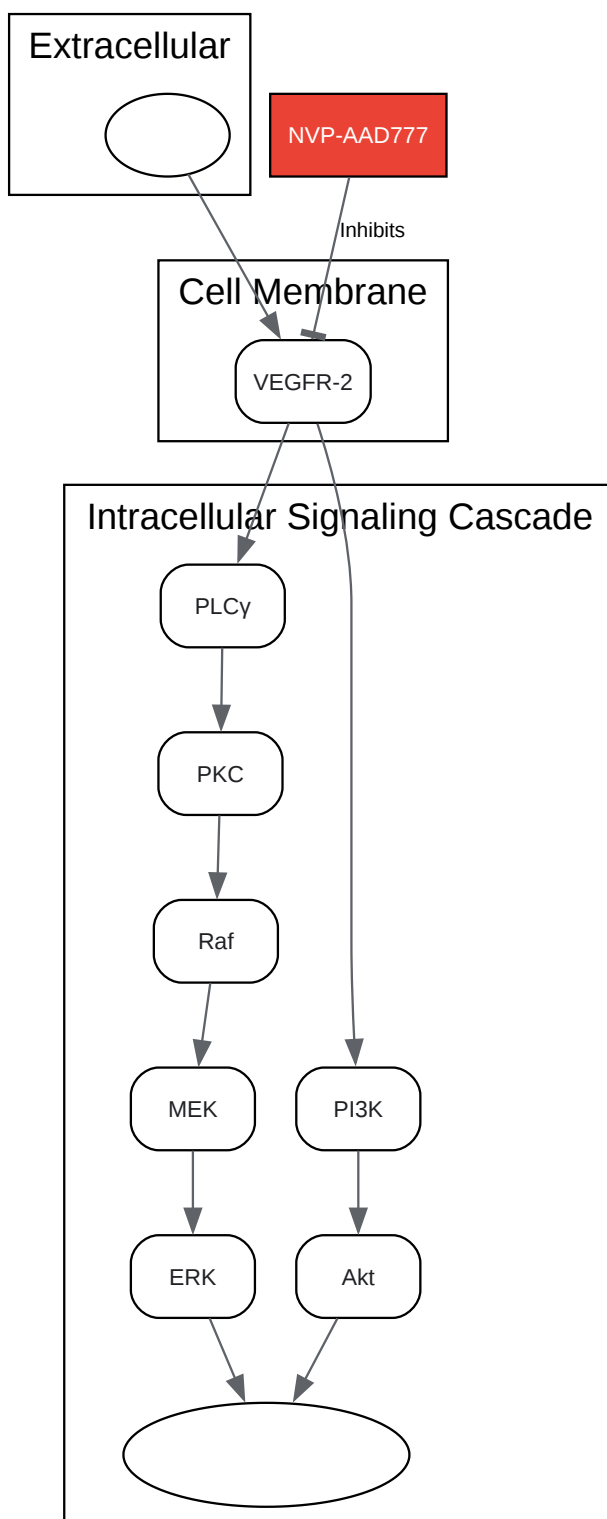 Extracellular
NVP-AAD777
Inhibits
Cell Membrane
VEGFR-2
Intracellular Signaling Cascade
PLCγ
PKC
Raf
MEK
PI3K
ERK
Akt